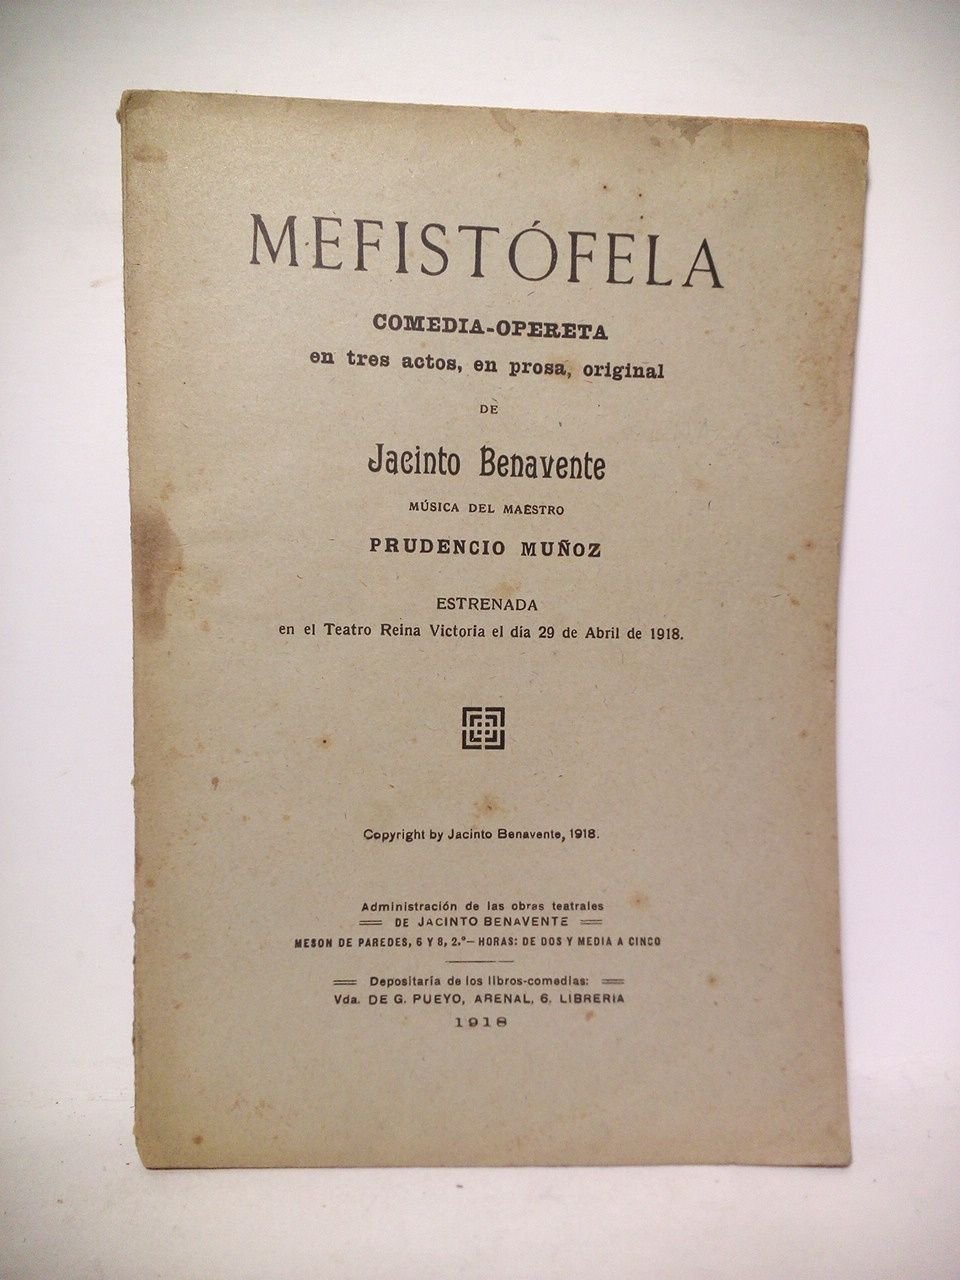 MEFISTÓFELA
COMEDIA-OPERETA
en tres actos, en prosa, original
DE
Jacinto Benavente
MÚSICA DEL MAESTRO
PRUDENCIO MUÑOZ
ESTRENADA
en el Teatro Reina Victoria el día 29 de Abril de 1918.
Copyright by Jacinto Benavente, 1918.
Administración de las obras teatrales
DE JACINTO BENAVENTE
MESON DE PAREDES, 6 Y 8, 2.º—HORAS: DE DOS Y MEDIA A CINCO
Depositaría de los libros-comedias:
Vda. DE G. PUEYO, ARENAL, 6. LIBRERIA
1918